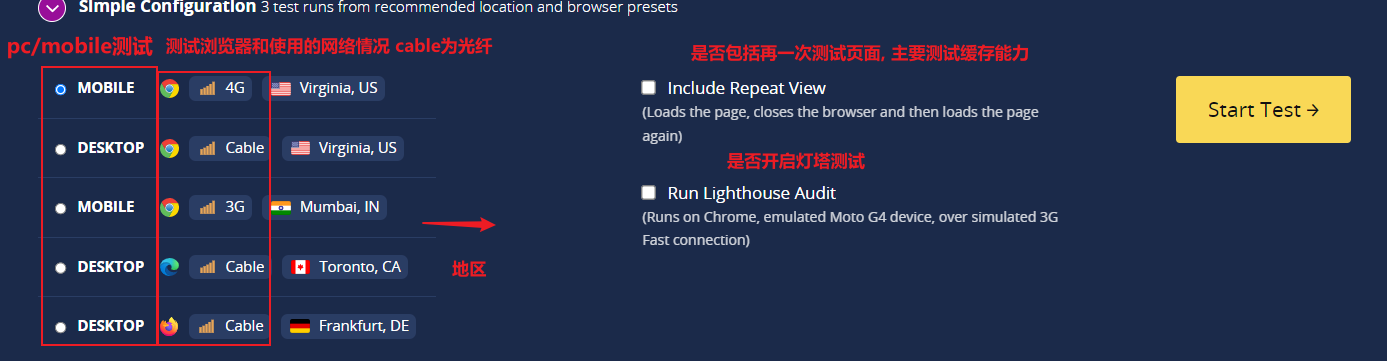 Simple Configuration 3 test runs from recommended location and browser presets
pc/mobile测试 测试浏览器和使用的网络情况 cable为光纤
MOBILE 4G Virginia, US
DESKTOP Cable Virginia, US
MOBILE 3G Mumbai, IN
DESKTOP Cable Toronto, CA
DESKTOP Cable Frankfurt, DE
地区
是否包括再一次测试页面, 主要测试缓存能力
Include Repeat View
(Loads the page, closes the browser and then loads the page
again)
是否开启灯塔测试
Run Lighthouse Audit
(Runs on Chrome, emulated Moto G4 device, over simulated 3G
Fast connection)
Start Test →